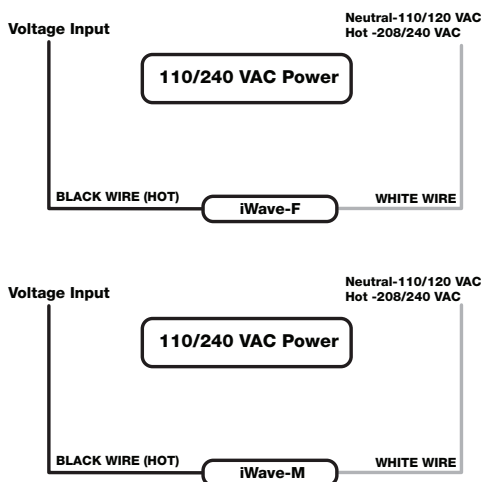 Voltage Input
Neutral-110/120 VAC
Hot -208/240 VAC
110/240 VAC Power
BLACK WIRE (HOT)
iWave-F
WHITE WIRE
Voltage Input
Neutral-110/120 VAC
Hot -208/240 VAC
110/240 VAC Power
BLACK WIRE (HOT)
iWave-M
WHITE WIRE